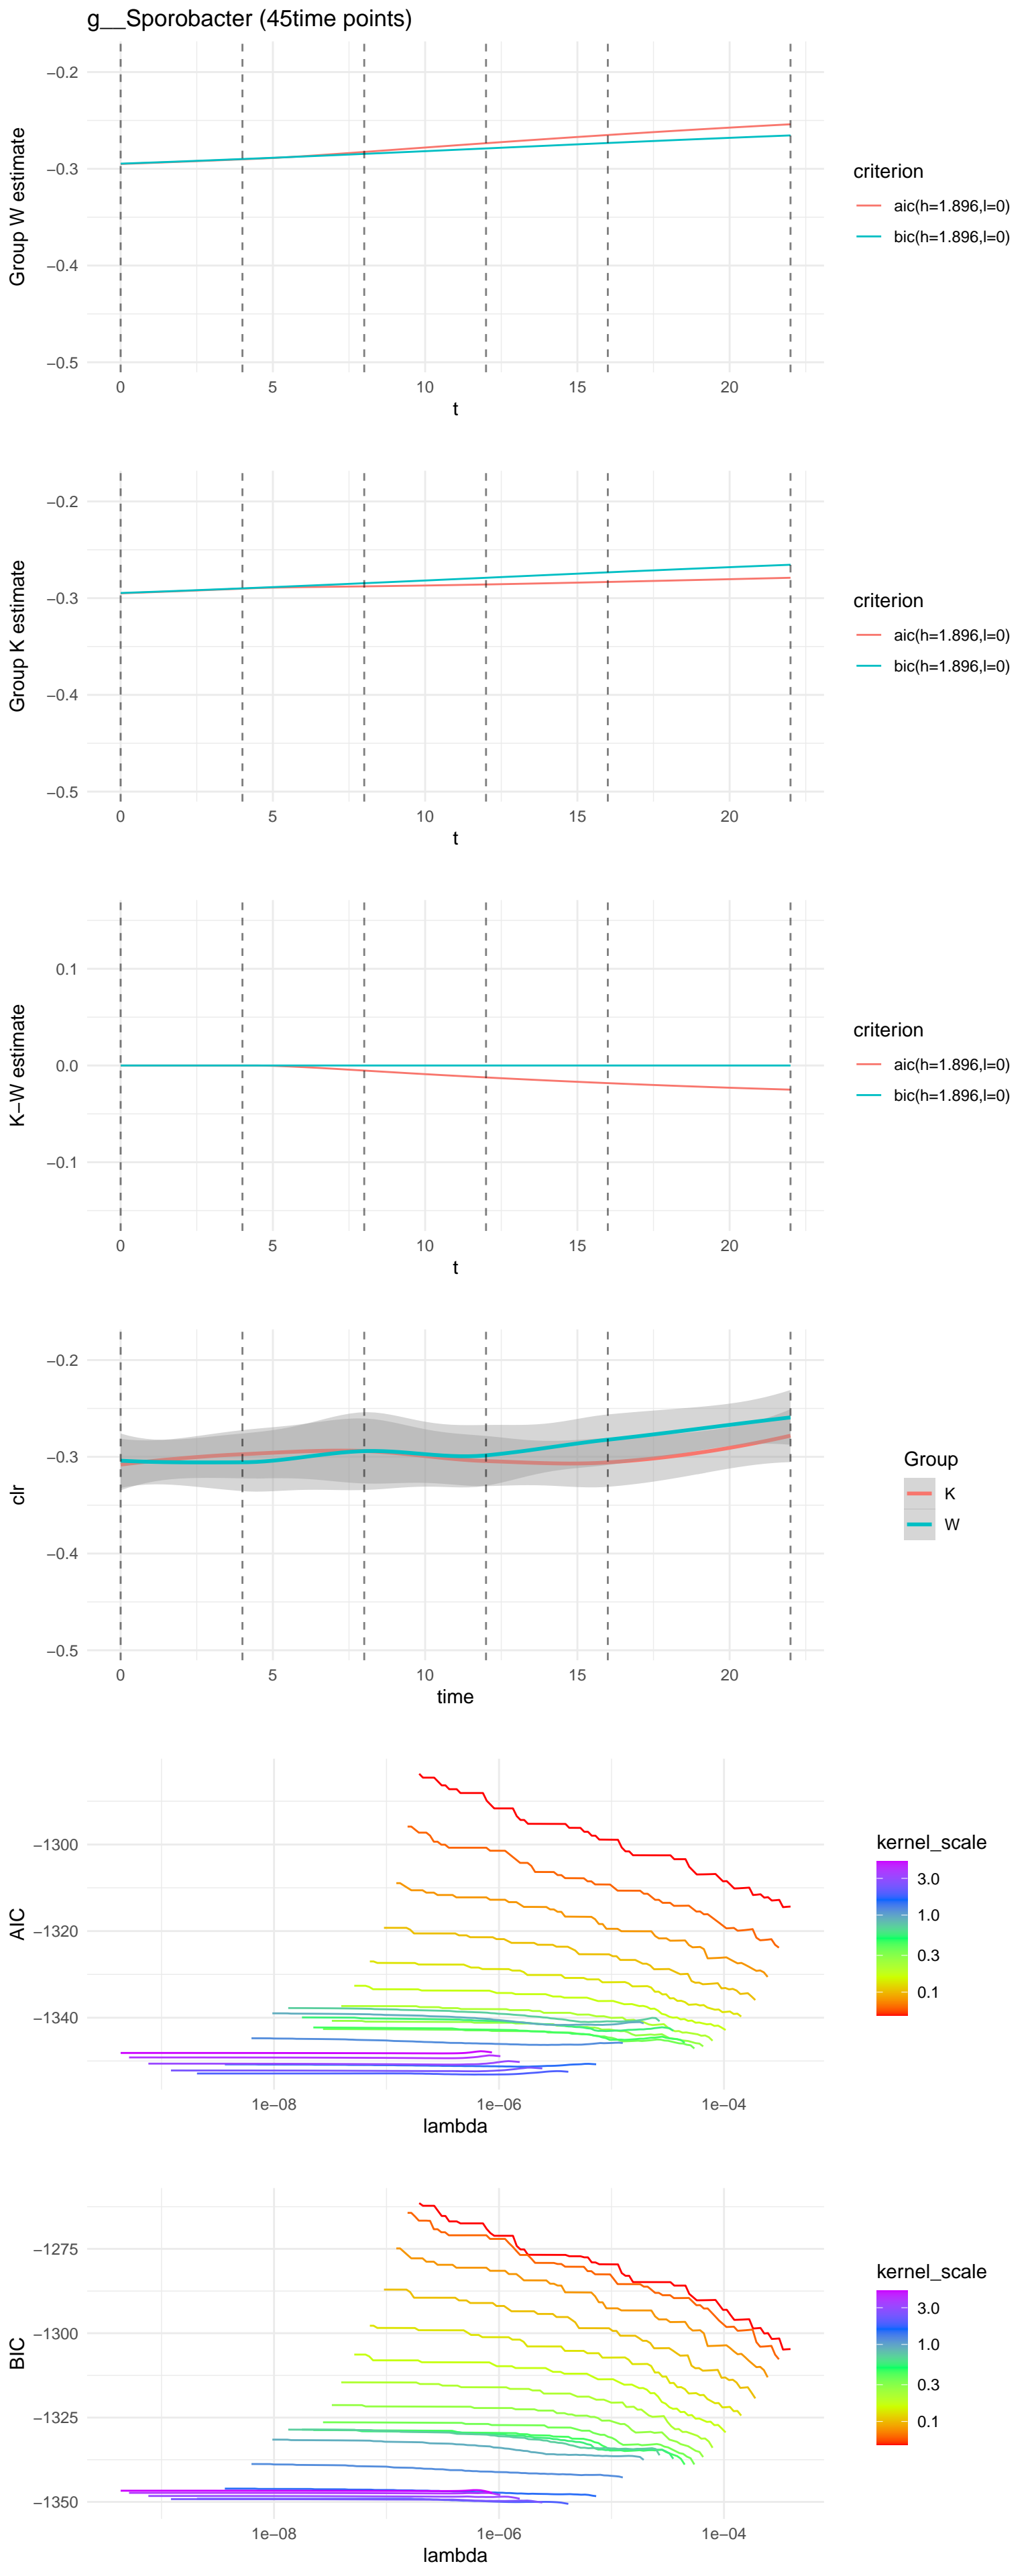 g__Sporobacter (45time points)
Group W estimate
−0.2
−0.3
−0.4
−0.5
0 5 10 15 20
t
criterion
aic(h=1.896,l=0)
bic(h=1.896,l=0)
Group K estimate
−0.2
−0.3
−0.4
−0.5
0 5 10 15 20
t
criterion
aic(h=1.896,l=0)
bic(h=1.896,l=0)
K−W estimate
0.1
0.0
−0.1
0 5 10 15 20
t
criterion
aic(h=1.896,l=0)
bic(h=1.896,l=0)
clr
−0.2
−0.3
−0.4
−0.5
0 5 10 15 20
time
Group
K
W
AIC
−1300
−1320
−1340
1e−08 1e−06 1e−04
lambda
kernel_scale
3.0
1.0
0.3
0.1
BIC
−1275
−1300
−1325
−1350
1e−08 1e−06 1e−04
lambda
kernel_scale
3.0
1.0
0.3
0.1